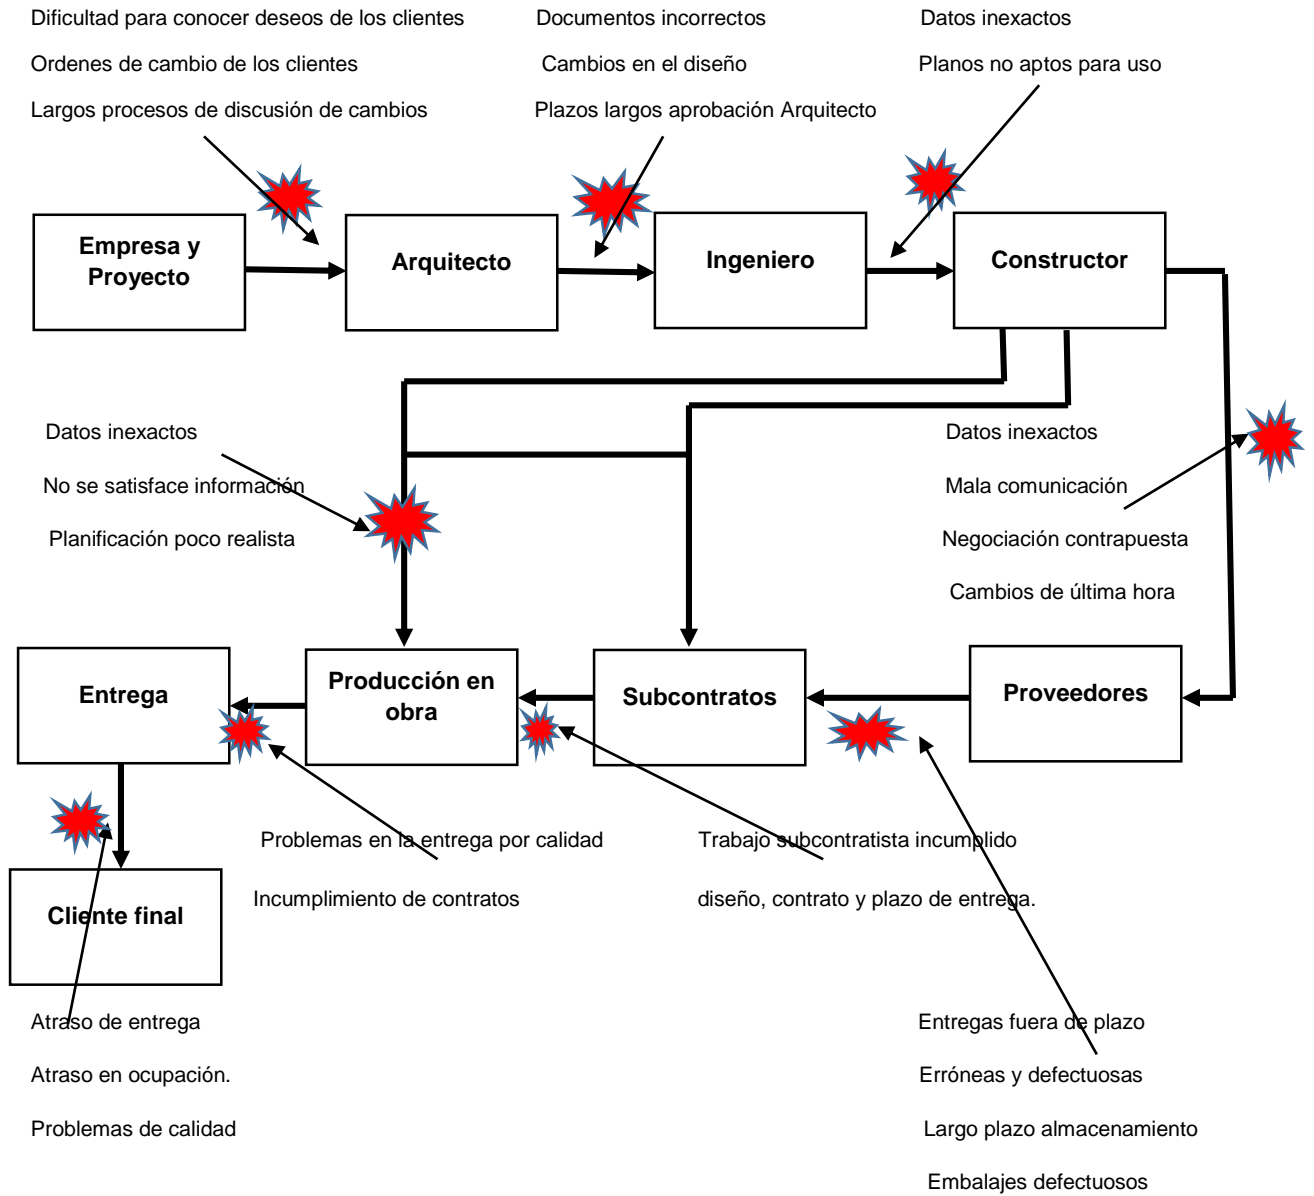 Dificultad para conocer deseos de los clientes
Ordenes de cambio de los clientes
Largos procesos de discusión de cambios
Documentos incorrectos
Cambios en el diseño
Plazos largos aprobación Arquitecto
Datos inexactos
Planos no aptos para uso
Empresa y
Proyecto
Arquitecto
Ingeniero
Constructor
Datos inexactos
No se satisface información
Planificación poco realista
Datos inexactos
Mala comunicación
Negociación contrapuesta
Cambios de última hora
Entrega
Producción en
obra
Subcontratos
Proveedores
Problemas en la entrega por calidad
Incumplimiento de contratos
Trabajo subcontratista incumplido
diseño, contrato y plazo de entrega.
Cliente final
Atraso de entrega
Atraso en ocupación.
Problemas de calidad
Entregas fuera de plazo
Erróneas y defectuosas
Largo plazo almacenamiento
Embalajes defectuosos